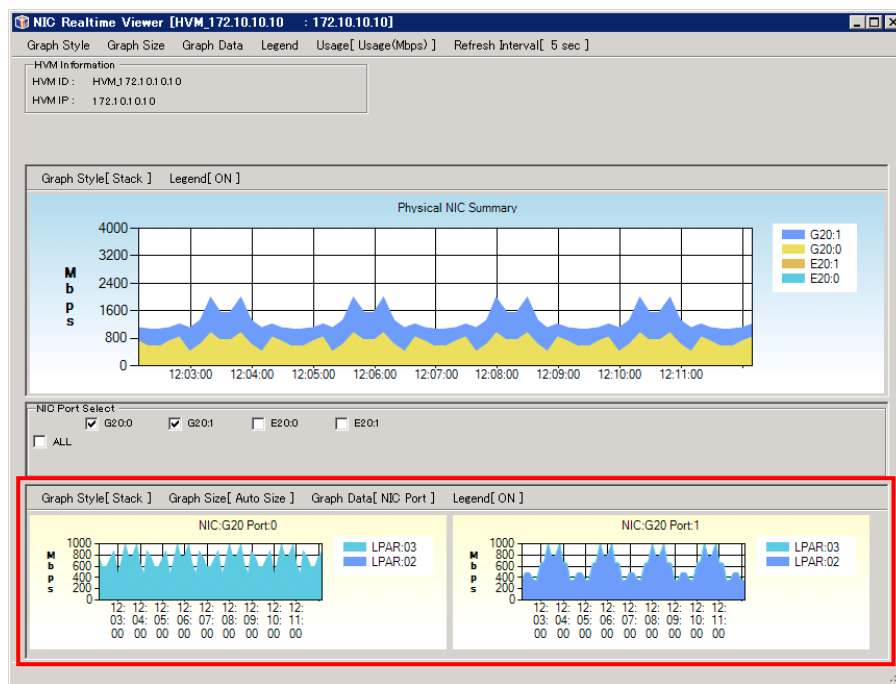 NIC Realtime Viewer [HVM_172.10.10.10 : 172.10.10.10]
Graph Style Graph Size Graph Data Legend Usage[ Usage(Mbps) ] Refresh Interval[ 5 sec ]
HVM Information
HVM ID : HVM_172.10.10.10
HVM IP : 172.10.10.10
Graph Style[ Stack ] Legend[ ON ]
Physical NIC Summary
Mbps
4000
3200
2400
1600
800
0
12:03:00 12:04:00 12:05:00 12:06:00 12:07:00 12:08:00 12:09:00 12:10:00 12:11:00
G20:1
G20:0
E20:1
E20:0
NIC Port Select
G20:0 G20:1 E20:0 E20:1
ALL
Graph Style[ Stack ] Graph Size[ Auto Size ] Graph Data[ NIC Port ] Legend[ ON ]
NIC:G20 Port:0
Mbps
1000
800
600
400
200
0
12:03:00 12:04:00 12:05:00 12:06:00 12:07:00 12:08:00 12:09:00 12:10:00 12:11:00
LPAR:03
LPAR:02
NIC:G20 Port:1
Mbps
1000
800
600
400
200
0
12:03:00 12:04:00 12:05:00 12:06:00 12:07:00 12:08:00 12:09:00 12:10:00 12:11:00
LPAR:03
LPAR:02